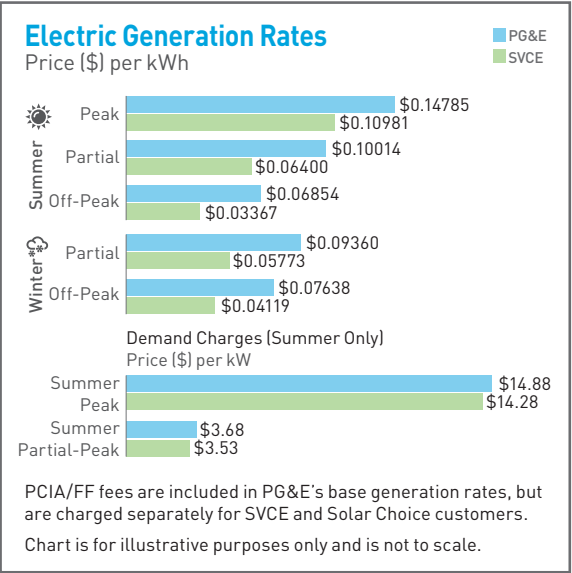 Electric Generation Rates
Price ($) per kWh
PG&E
SVCE
Summer
Peak
$0.14785
$0.10981
Partial
$0.10014
$0.06400
Off-Peak
$0.06854
$0.03367
Winter
Partial
$0.09360
$0.05773
Off-Peak
$0.07638
$0.04119
Demand Charges (Summer Only)
Price ($) per kW
Summer
Peak
$14.88
$14.28
Summer
Partial-Peak
$3.68
$3.53
PCIA/FF fees are included in PG&E's base generation rates, but
are charged separately for SVCE and Solar Choice customers.
Chart is for illustrative purposes only and is not to scale.